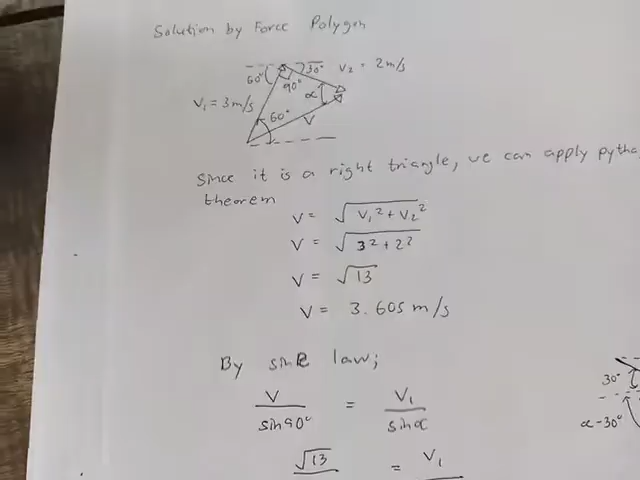 Solution by Force Polygon
60° 30° V₂ = 2m/s
90°
V₁ = 3m/s 60° α V
Since it is a right triangle, we can apply
theorem
V = √(V₁² + V₂²)
V = √(3² + 2²)
V = √13
V = 3.605 m/s
By sine law;
V/sin90° = V₁/sinα
√13 = V₁
30°
α-30°